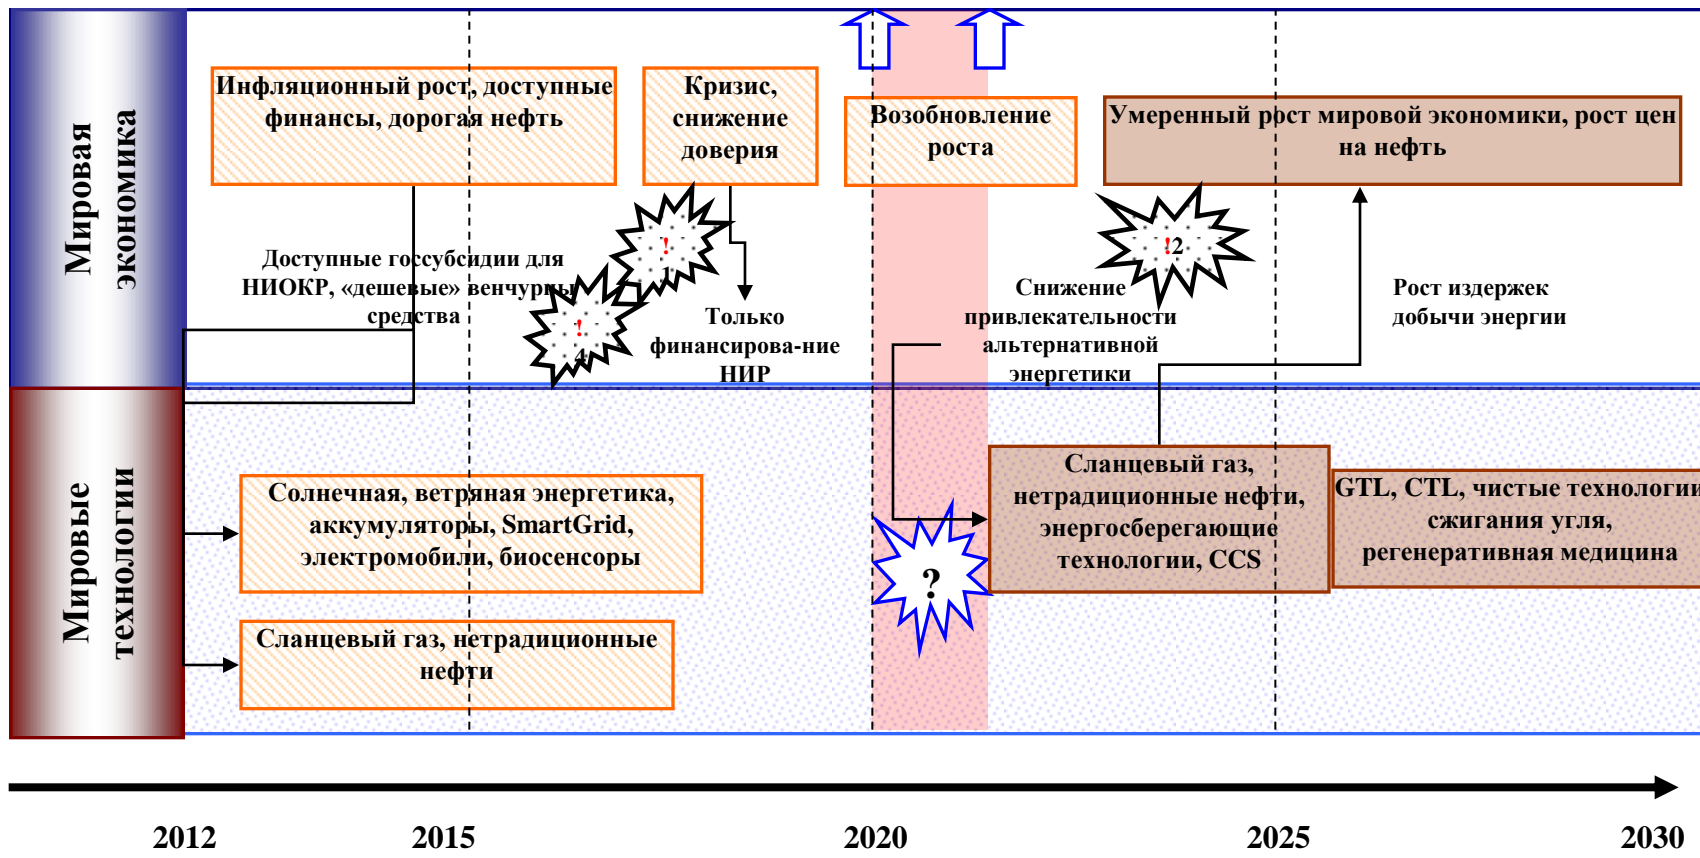 Мировая
экономика
Инфляционный рост, доступные
финансы, дорогая нефть
Кризис,
снижение
доверия
Возобновление
роста
Умеренный рост мировой экономики, рост цен
на нефть
Доступные госсубсидии для
НИОКР, «дешевые» венчурны
средства
!
1
!
4
!2
Только
финансирова-ние
НИР
Снижение
привлекательности
альтернативной
энергетики
Рост издержек
добычи энергии
Мировые
технологии
Солнечная, ветряная энергетика,
аккумуляторы, SmartGrid,
электромобили, биосенсоры
Сланцевый газ, нетрадиционные
нефти
?
Сланцевый газ,
нетрадиционные нефти,
энергосберегающие
технологии, CCS
GTL, CTL, чистые технологии
сжигания угля,
регенеративная медицина
2012
2015
2020
2025
2030